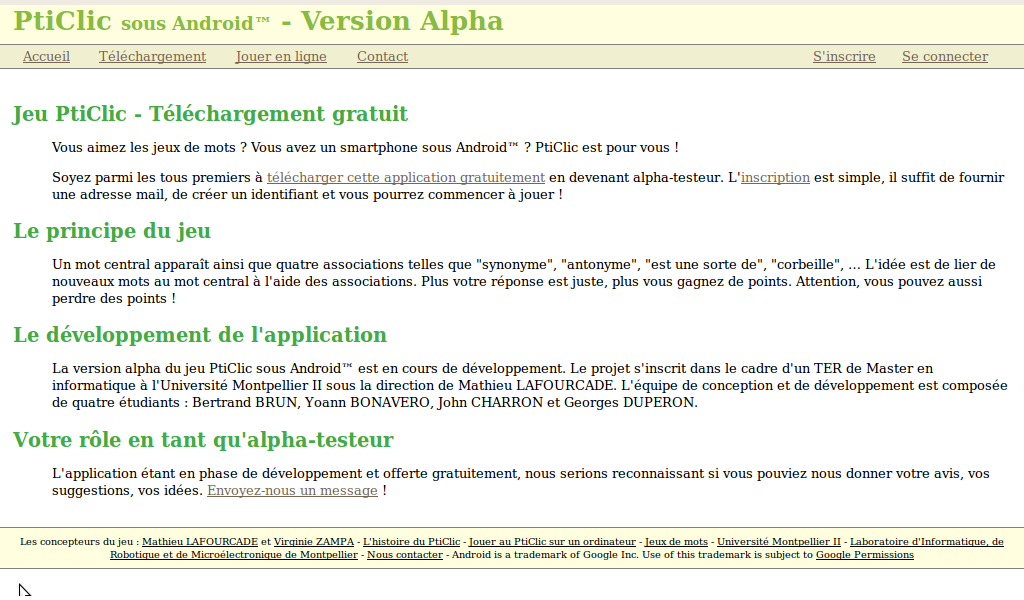 PtiClic sous Android™ - Version Alpha
Accueil Téléchargement Jouer en ligne Contact S'inscrire Se connecter
Jeu PtiClic - Téléchargement gratuit
Vous aimez les jeux de mots ? Vous avez un smartphone sous Android™ ? PtiClic est pour vous !
Soyez parmi les tous premiers à télécharger cette application gratuitement en devenant alpha-testeur. L'inscription est simple, il suffit de fournir
une adresse mail, de créer un identifiant et vous pourrez commencer à jouer !
Le principe du jeu
Un mot central apparaît ainsi que quatre associations telles que "synonyme", "antonyme", "est une sorte de", "corbeille", ... L'idée est de lier de
nouveaux mots au mot central à l'aide des associations. Plus votre réponse est juste, plus vous gagnez de points. Attention, vous pouvez aussi
perdre des points !
Le développement de l'application
La version alpha du jeu PtiClic sous Android™ est en cours de développement. Le projet s'inscrit dans le cadre d'un TER de Master en
informatique à l'Université Montpellier II sous la direction de Mathieu LAFOURCADE. L'équipe de conception et de développement est composée
de quatre étudiants : Bertrand BRUN, Yoann BONAVERO, John CHARRON et Georges DUPERON.
Votre rôle en tant qu'alpha-testeur
L'application étant en phase de développement et offerte gratuitement, nous serions reconnaissant si vous pouviez nous donner votre avis, vos
suggestions, vos idées. Envoyez-nous un message !
Les concepteurs du jeu : Mathieu LAFOURCADE et Virginie ZAMPA - L'histoire du PtiClic - Jouer au PtiClic sur un ordinateur - Jeux de mots - Université Montpellier II - Laboratoire d'Informatique, de
Robotique et de Microélectronique de Montpellier - Nous contacter - Android is a trademark of Google Inc. Use of this trademark is subject to Google Permissions